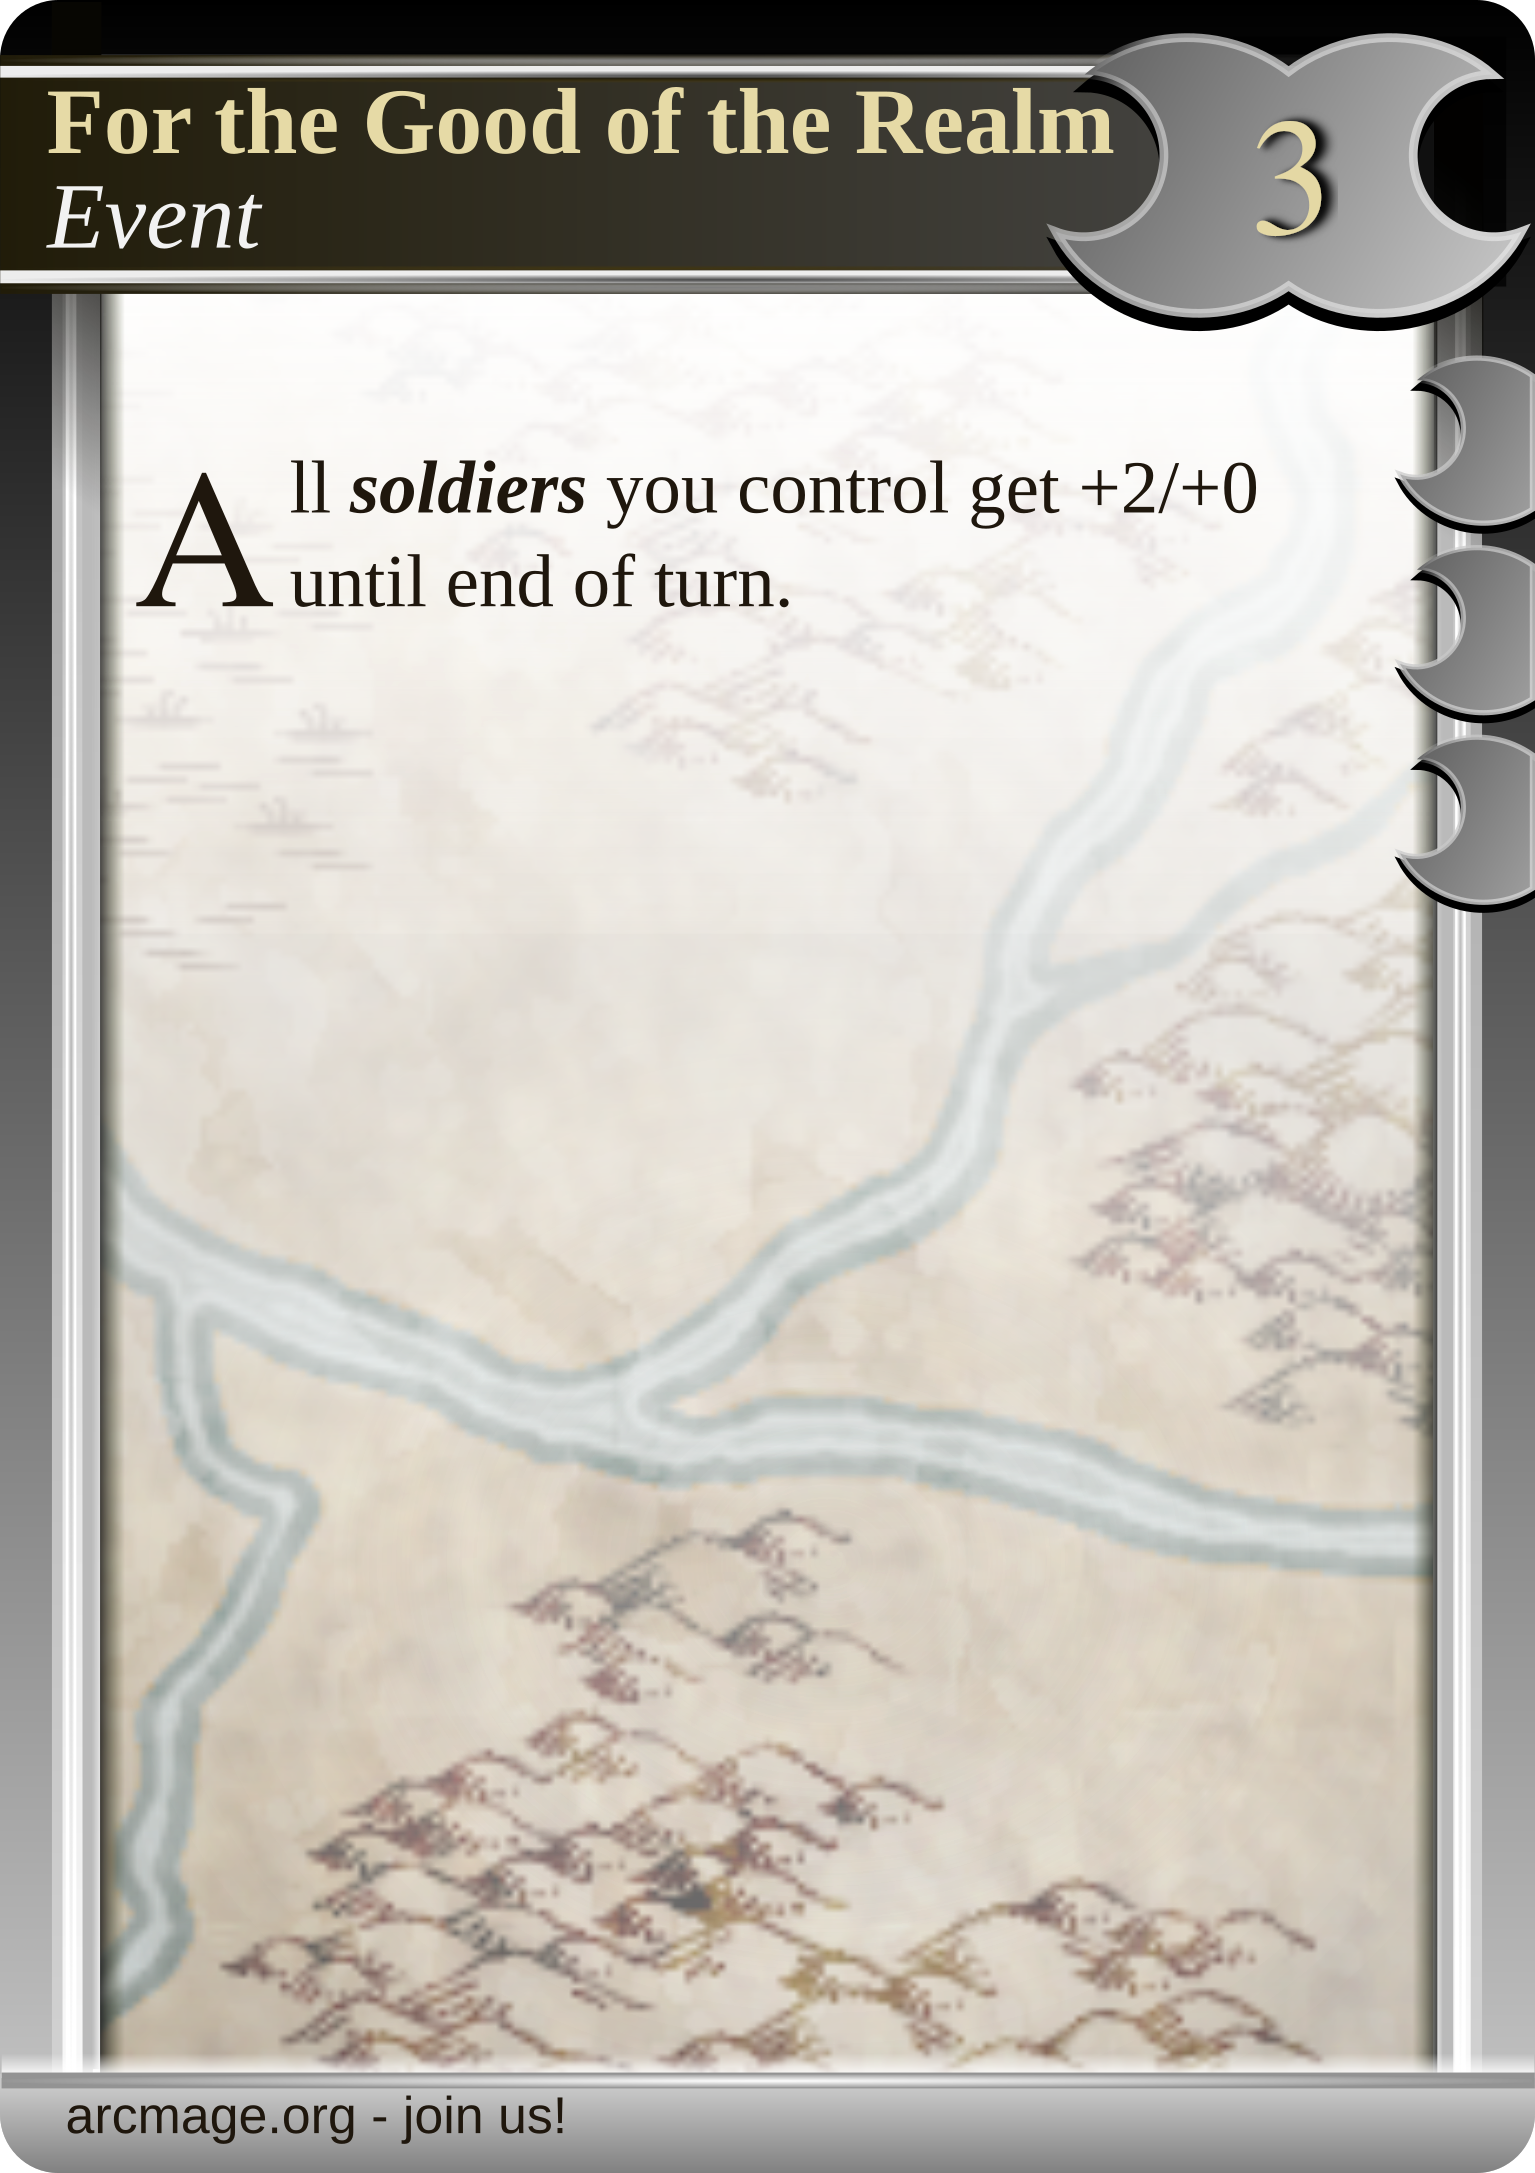 For the Good of the Realm
Event
3
All soldiers you control get +2/+0
until end of turn.
arcmage.org - join us!